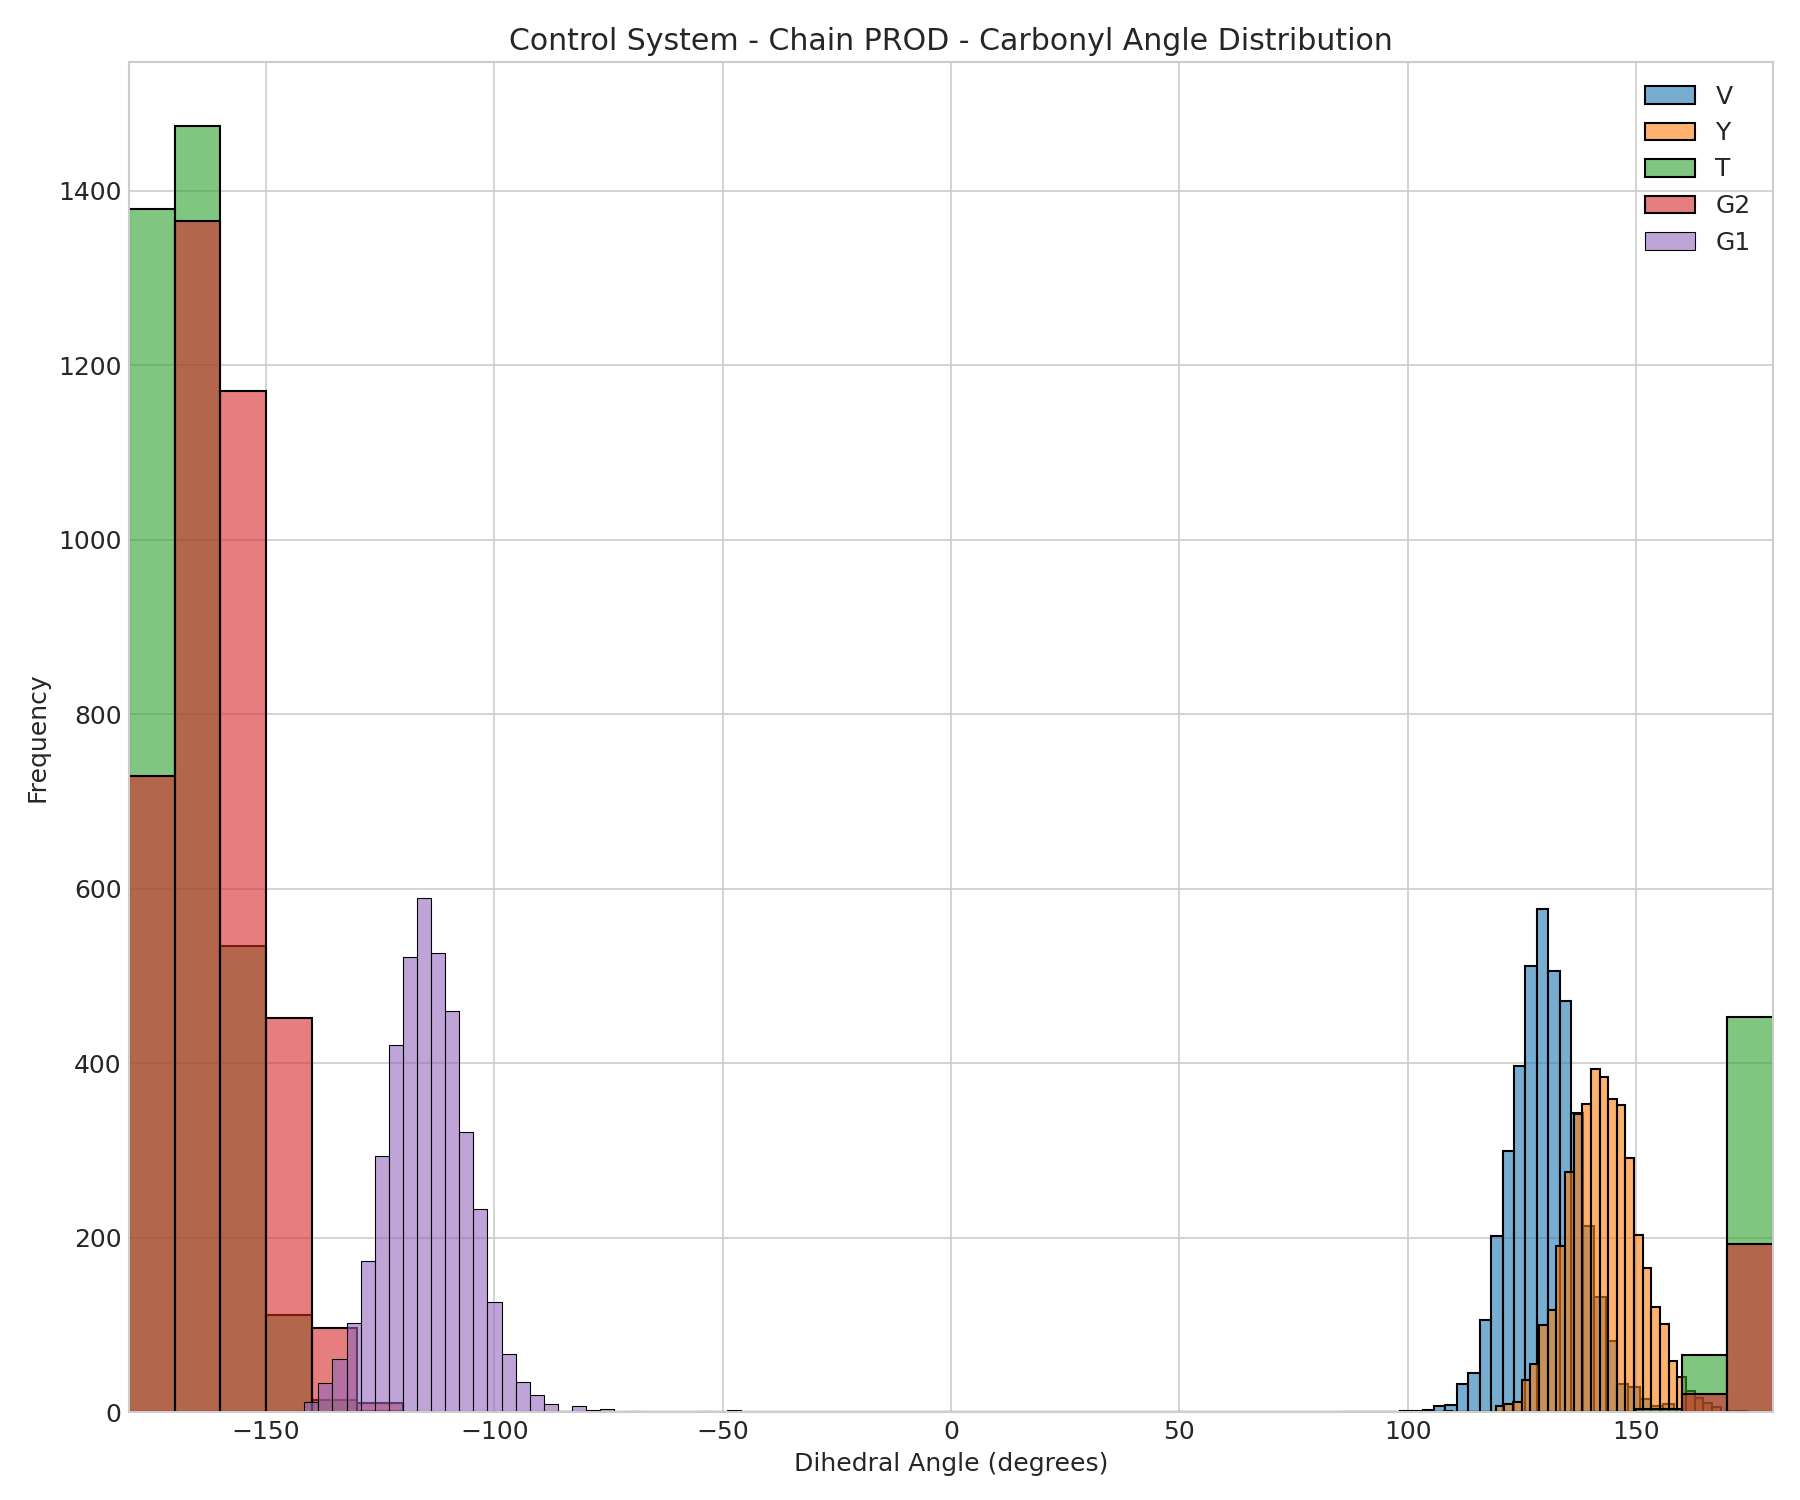 Control System - Chain PROD - Carbonyl Angle Distribution
V
Y
T
G2
G1
Frequency
1400
1200
1000
800
600
400
200
0
−150
−100
−50
0
50
100
150
Dihedral Angle (degrees)